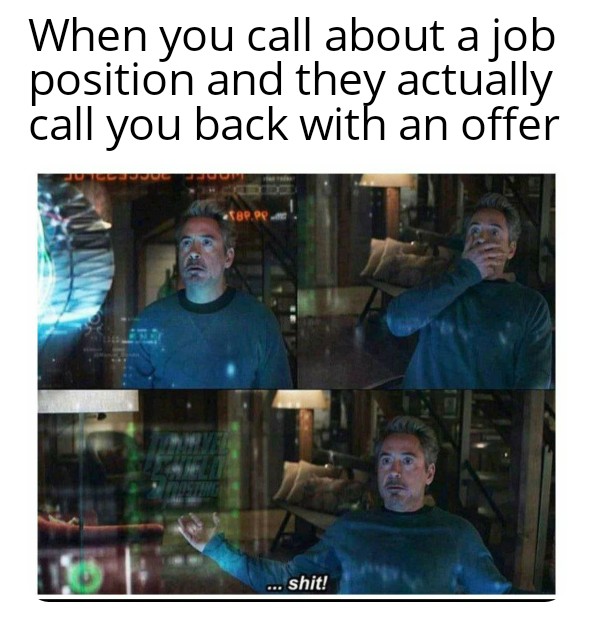 When you call about a job
position and they actually
call you back with an offer
... shit!